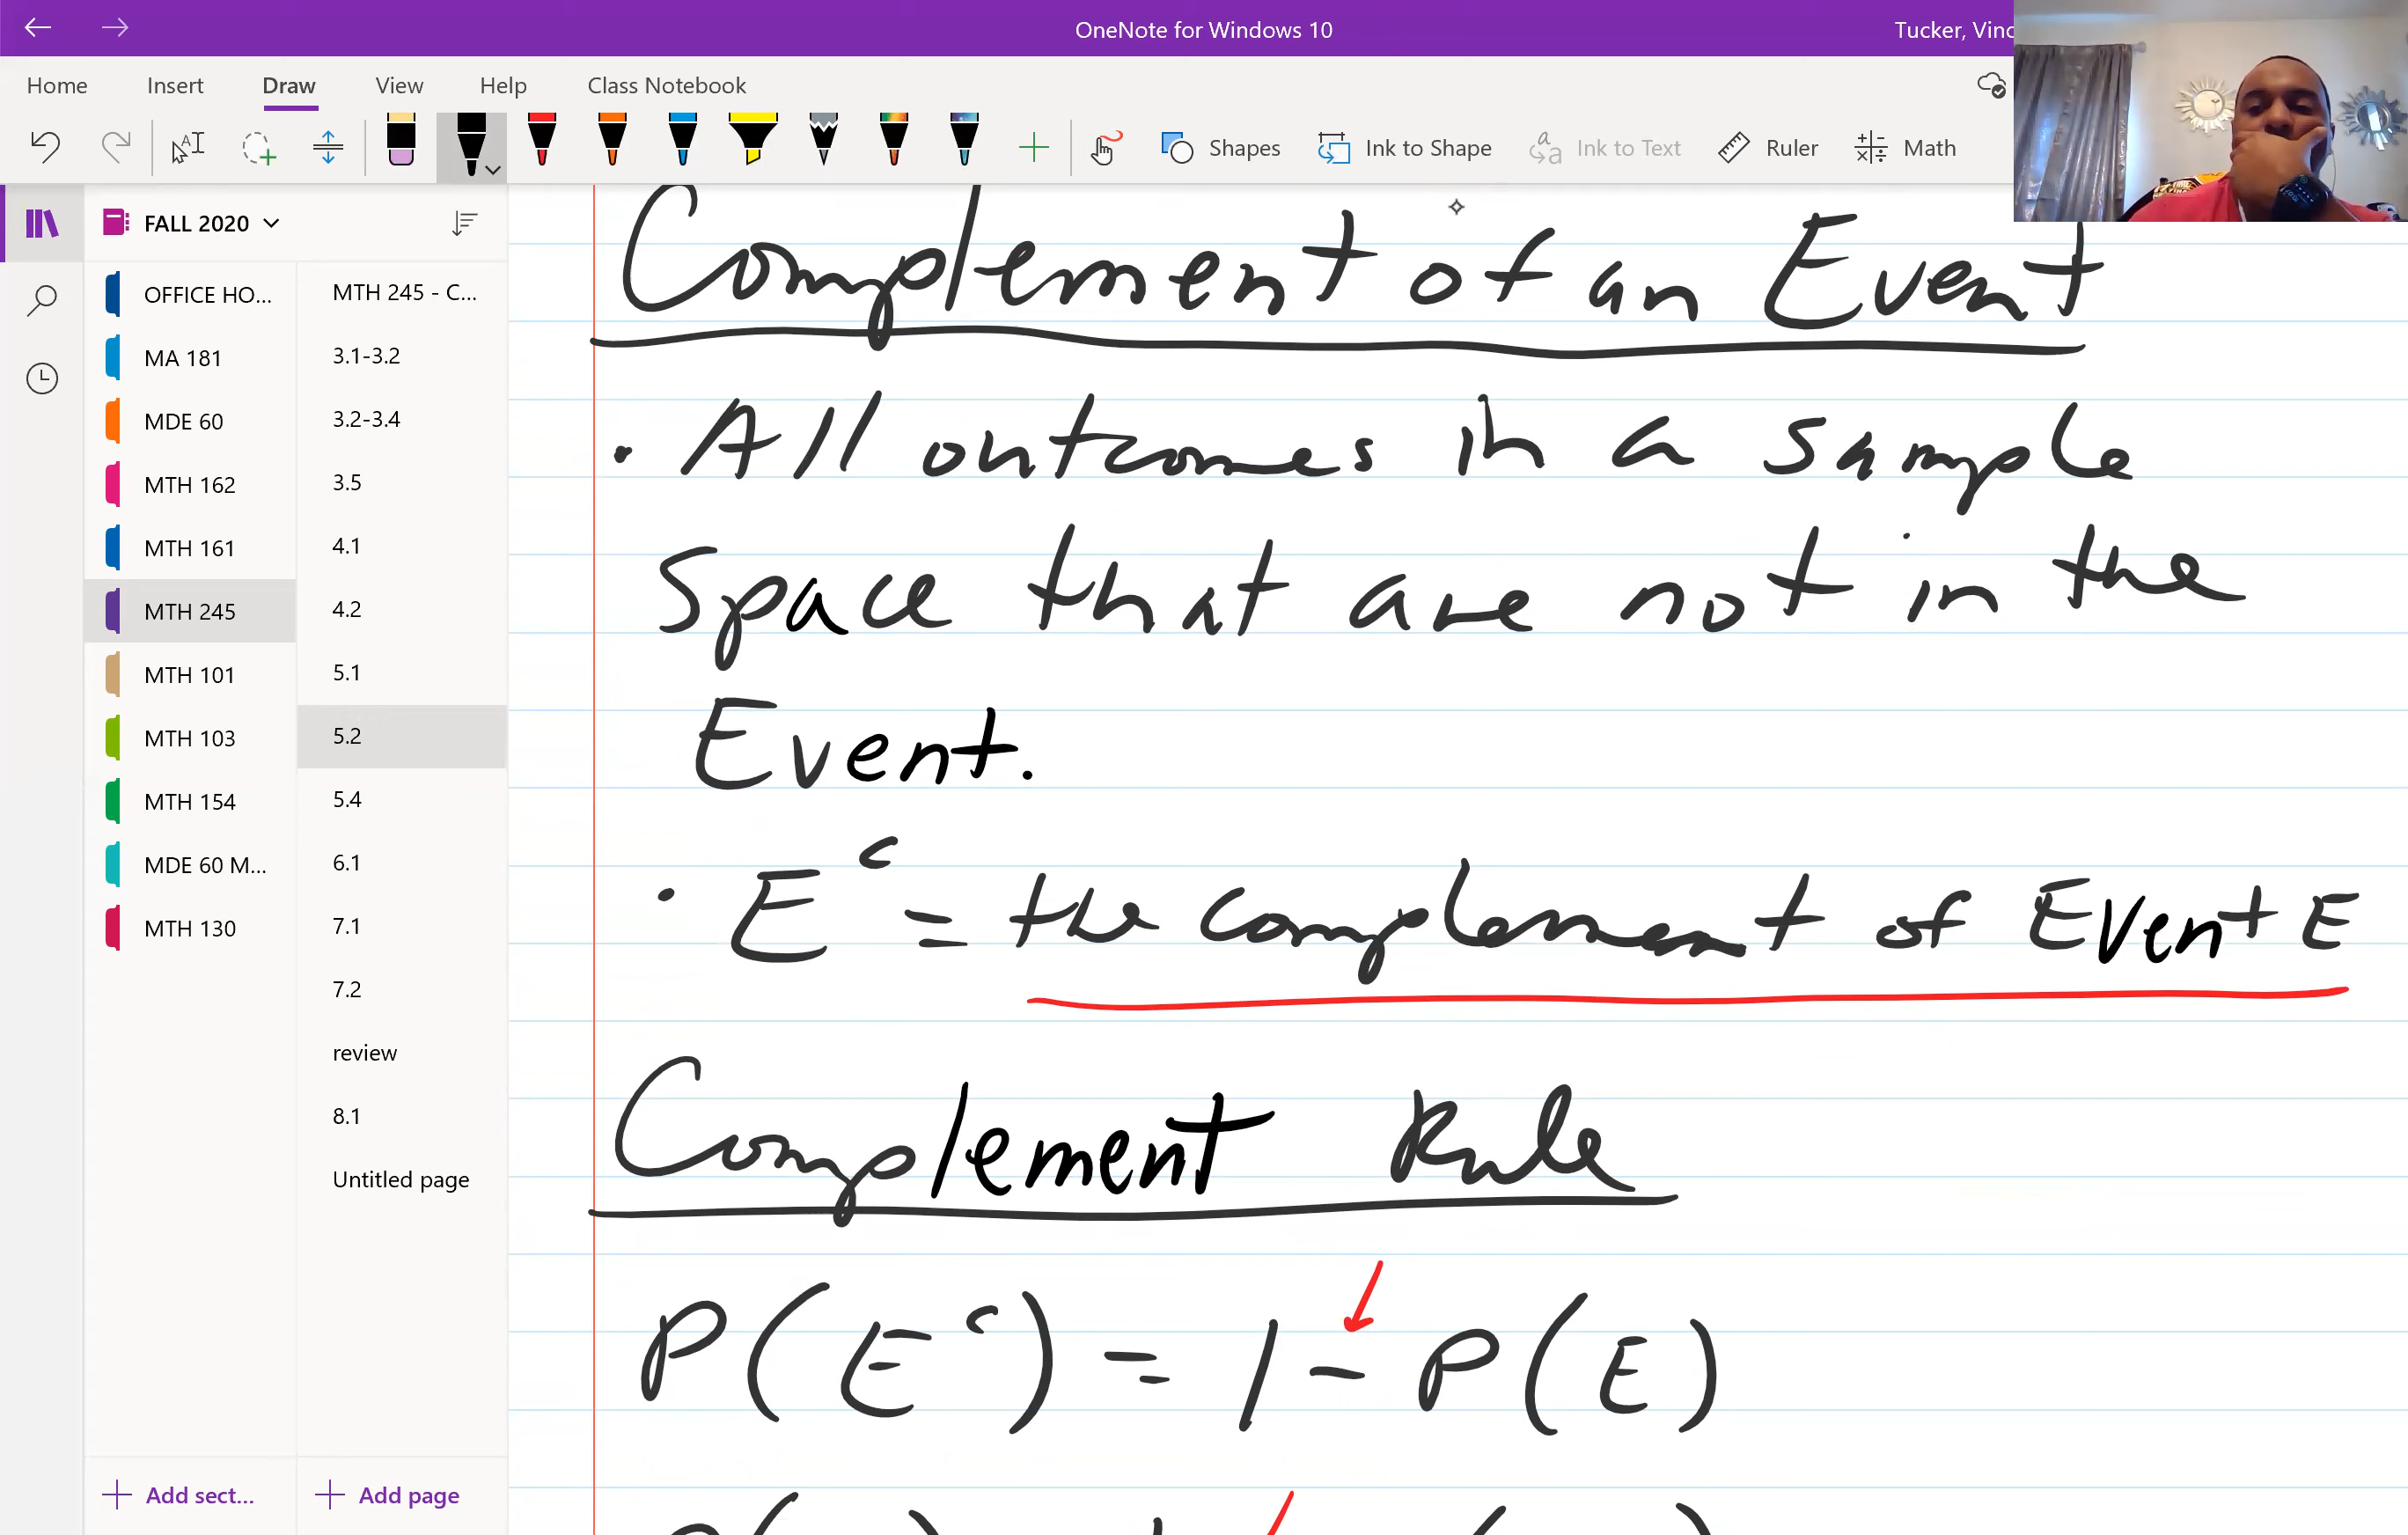 OneNote for Windows 10
Tucker, Vinc
Home Insert Draw View Help Class Notebook
Shapes Ink to Shape Ink to Text Ruler Math
FALL 2020
OFFICE HO...
MA 181
MDE 60
MTH 162
MTH 161
MTH 245
MTH 101
MTH 103
MTH 154
MDE 60 M...
MTH 130
Add sect...
MTH 245 - C...
3.1-3.2
3.2-3.4
3.5
4.1
4.2
5.1
5.2
5.4
6.1
7.1
7.2
review
8.1
Untitled page
Add page
Complement of an Event
· All outcomes in a sample
Space that are not in the
Event.
· E^c = the complement of Event E
Complement Rule
P(E^c) = 1 - P(E)